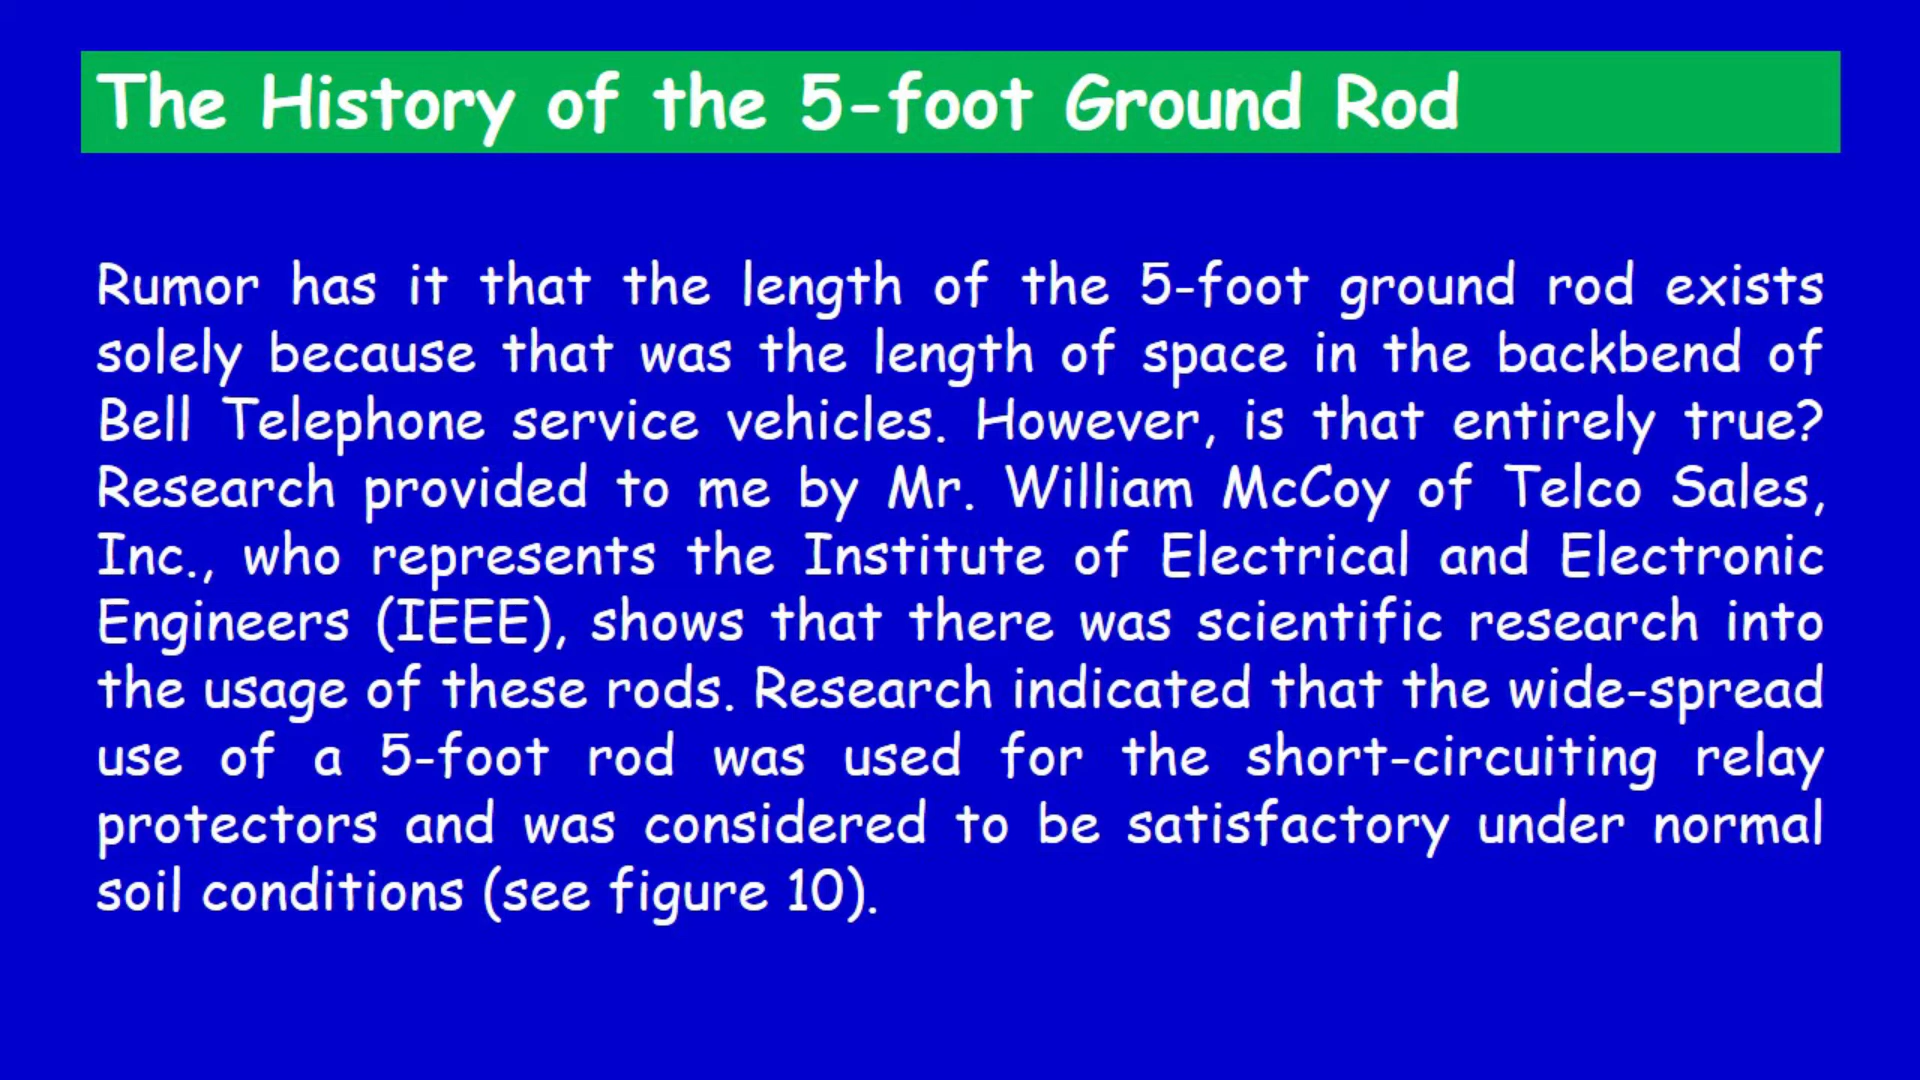 The History of the 5-foot Ground Rod
Rumor has it that the length of the 5-foot ground rod exists
solely because that was the length of space in the backbend of
Bell Telephone service vehicles. However, is that entirely true?
Research provided to me by Mr. William McCoy of Telco Sales,
Inc., who represents the Institute of Electrical and Electronic
Engineers (IEEE), shows that there was scientific research into
the usage of these rods. Research indicated that the wide-spread
use of a 5-foot rod was used for the short-circuiting relay
protectors and was considered to be satisfactory under normal
soil conditions (see figure 10).